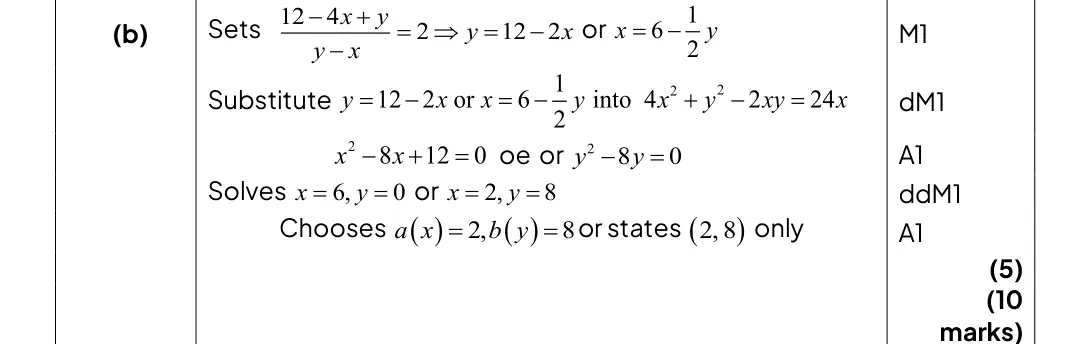 (b) Sets (12 − 4x + y)/(y − x) = 2 ⇒ y = 12 − 2x or x = 6 − 1/2 y M1
Substitute y = 12 − 2x or x = 6 − 1/2 y into 4x² + y² − 2xy = 24x dM1
x² − 8x + 12 = 0 oe or y² − 8y = 0 A1
Solves x = 6, y = 0 or x = 2, y = 8 ddM1
Chooses a(x) = 2, b(y) = 8 or states (2, 8) only A1
(5)
(10
marks)